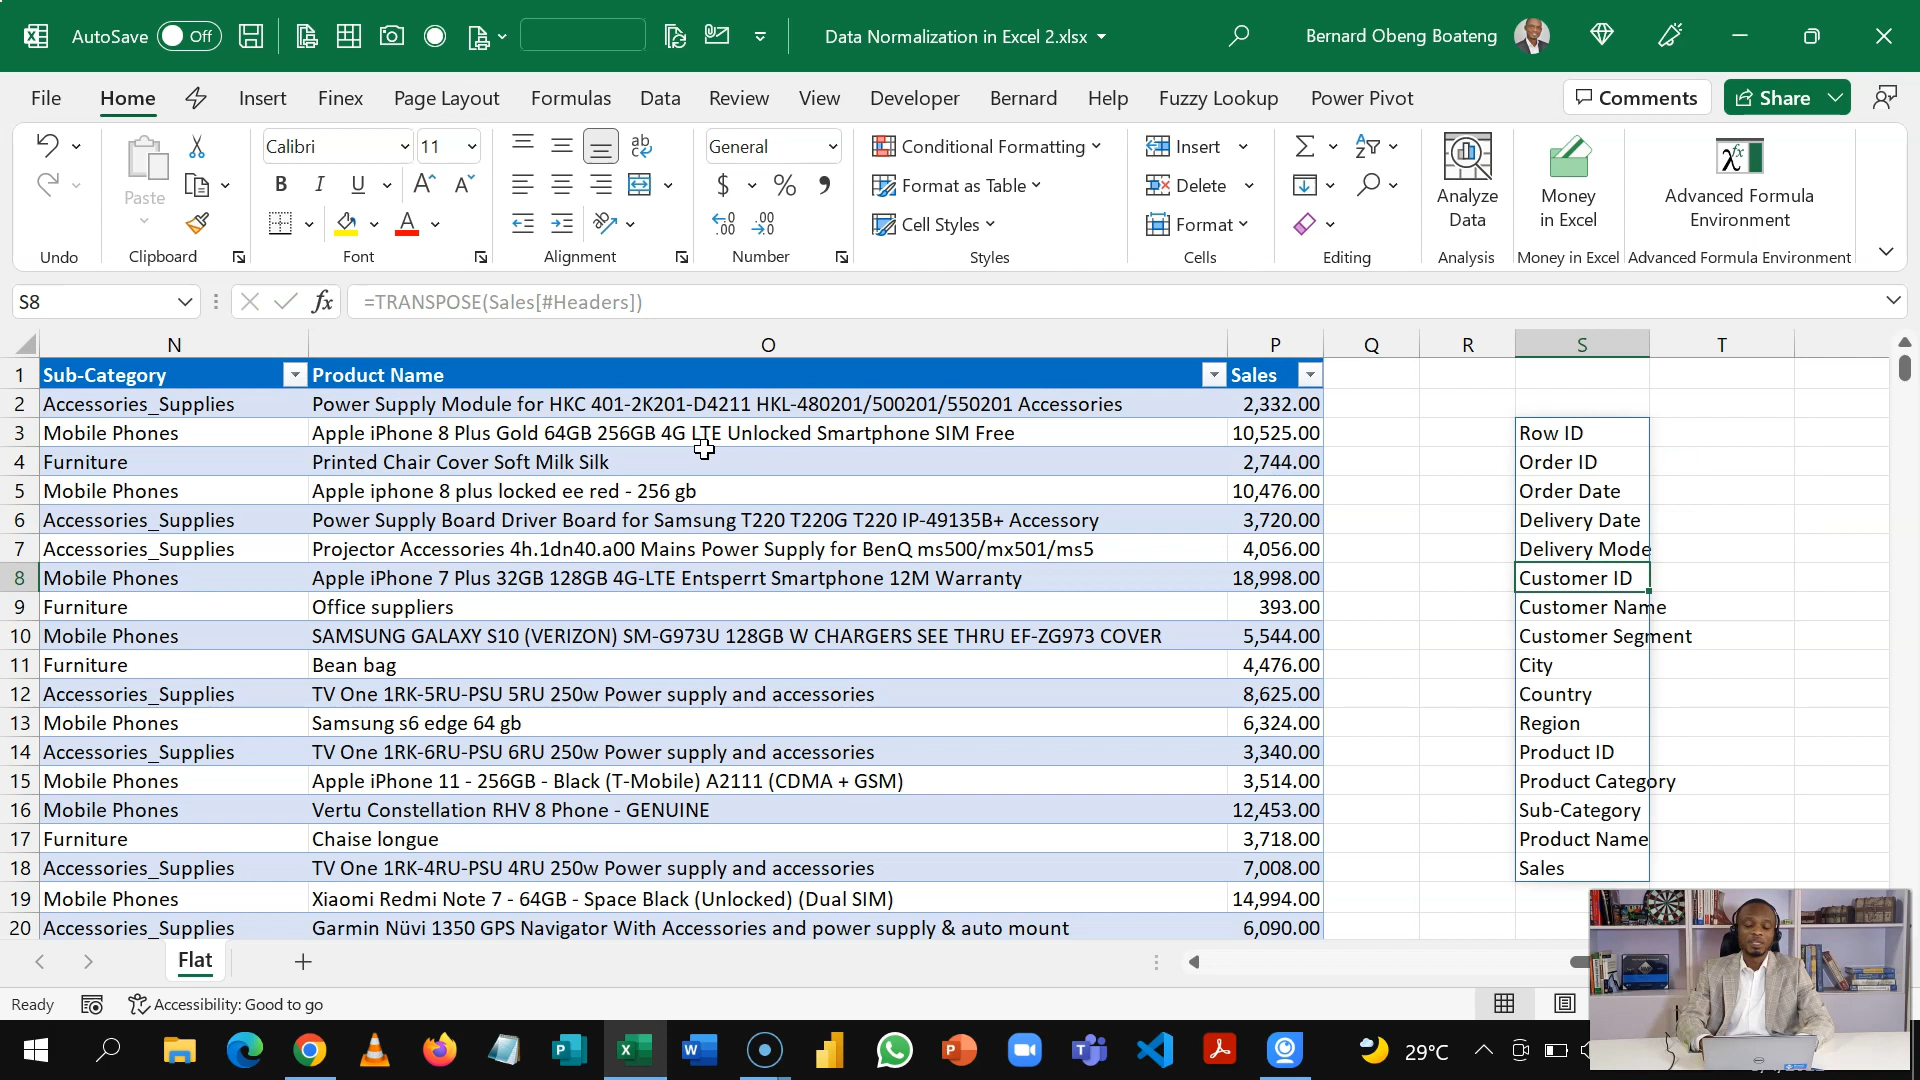 AutoSave Off Data Normalization in Excel 2.xlsx Bernard Obeng Boateng
File Home Insert Finex Page Layout Formulas Data Review View Developer Bernard Help Fuzzy Lookup Power Pivot Comments Share
Paste
Calibri 11
B I U A A
A
ab
General
$ % ,
Conditional Formatting
Format as Table
Cell Styles
Insert
Delete
Format
Analyze
Data
Money
in Excel
Advanced Formula
Environment
Undo Clipboard Font Alignment Number Styles Cells Editing Analysis Money in Excel Advanced Formula Environment
S8 fx =TRANSPOSE(Sales[#Headers])
N O P Q R S T
1 Sub-Category Product Name Sales
2 Accessories_Supplies Power Supply Module for HKC 401-2K201-D4211 HKL-480201/500201/550201 Accessories 2,332.00
3 Mobile Phones Apple iPhone 8 Plus Gold 64GB 256GB 4G LTE Unlocked Smartphone SIM Free 10,525.00 Row ID
4 Furniture Printed Chair Cover Soft Milk Silk 2,744.00 Order ID
5 Mobile Phones Apple iphone 8 plus locked ee red - 256 gb 10,476.00 Order Date
6 Accessories_Supplies Power Supply Board Driver Board for Samsung T220 T220G T220 IP-49135B+ Accessory 3,720.00 Delivery Date
7 Accessories_Supplies Projector Accessories 4h.1dn40.a00 Mains Power Supply for BenQ ms500/mx501/ms5 4,056.00 Delivery Mode
8 Mobile Phones Apple iPhone 7 Plus 32GB 128GB 4G-LTE Entsperrt Smartphone 12M Warranty 18,998.00 Customer ID
9 Furniture Office suppliers 393.00 Customer Name
10 Mobile Phones SAMSUNG GALAXY S10 (VERIZON) SM-G973U 128GB W CHARGERS SEE THRU EF-ZG973 COVER 5,544.00 Customer Segment
11 Furniture Bean bag 4,476.00 City
12 Accessories_Supplies TV One 1RK-5RU-PSU 5RU 250w Power supply and accessories 8,625.00 Country
13 Mobile Phones Samsung s6 edge 64 gb 6,324.00 Region
14 Accessories_Supplies TV One 1RK-6RU-PSU 6RU 250w Power supply and accessories 3,340.00 Product ID
15 Mobile Phones Apple iPhone 11 - 256GB - Black (T-Mobile) A2111 (CDMA + GSM) 3,514.00 Product Category
16 Mobile Phones Vertu Constellation RHV 8 Phone - GENUINE 12,453.00 Sub-Category
17 Furniture Chaise longue 3,718.00 Product Name
18 Accessories_Supplies TV One 1RK-4RU-PSU 4RU 250w Power supply and accessories 7,008.00 Sales
19 Mobile Phones Xiaomi Redmi Note 7 - 64GB - Space Black (Unlocked) (Dual SIM) 14,994.00
20 Accessories_Supplies Garmin Nüvi 1350 GPS Navigator With Accessories and power supply & auto mount 6,090.00
Flat
Ready Accessibility: Good to go
29°C